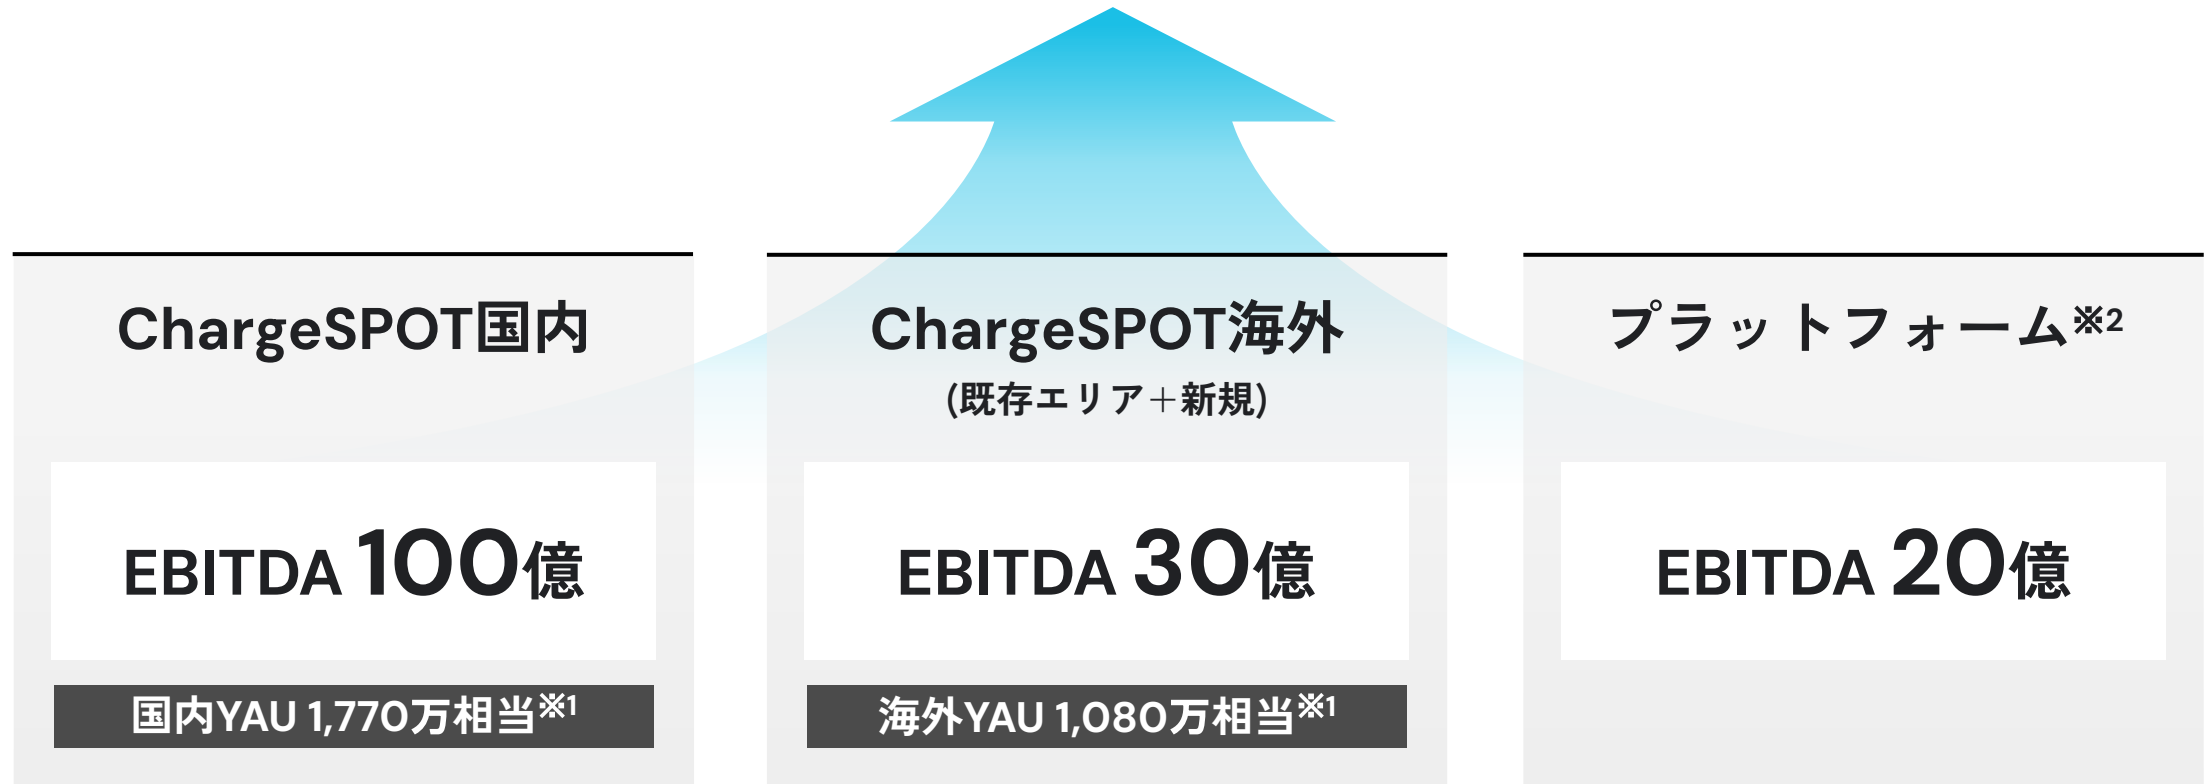 ChargeSPOT国内
EBITDA 100億
国内YAU 1,770万相当※1
ChargeSPOT海外
(既存エリア＋新規)
EBITDA 30億
海外YAU 1,080万相当※1
プラットフォーム※2
EBITDA 20億